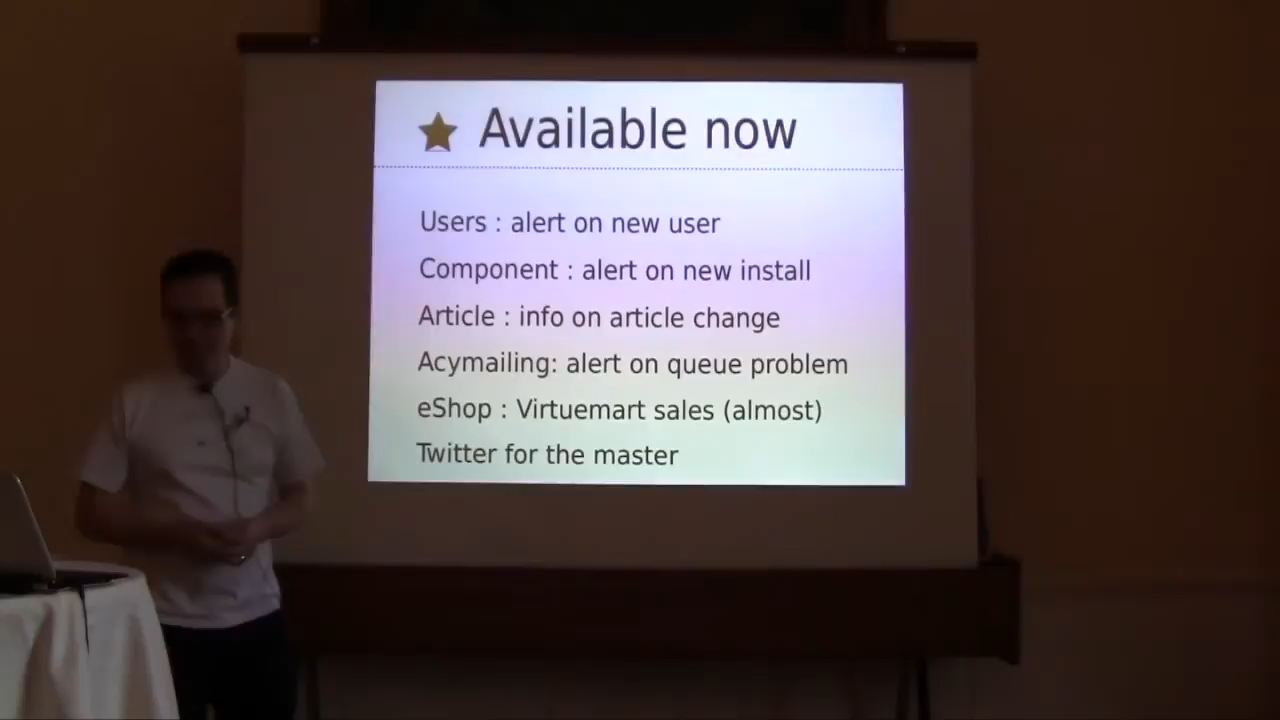 Available now
Users : alert on new user
Component : alert on new install
Article : info on article change
Acymailing: alert on queue problem
eShop : Virtuemart sales (almost)
Twitter for the master